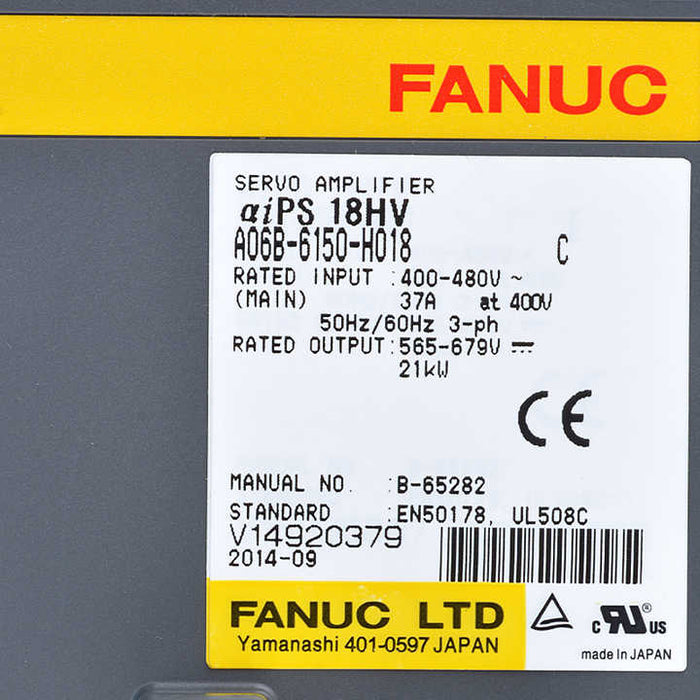 FANUC
SERVO AMPLIFIER
αiPS 18HV
A06B-6150-H018 C
RATED INPUT :400-480V ~
(MAIN) 37A at 400V
50Hz/60Hz 3-ph
RATED OUTPUT:565-679V ⎓
21kW
CE
MANUAL NO. :B-65282
STANDARD :EN50178, UL508C
V14920379
2014-09
FANUC LTD
Yamanashi 401-0597 JAPAN
c RU ® US
made in JAPAN